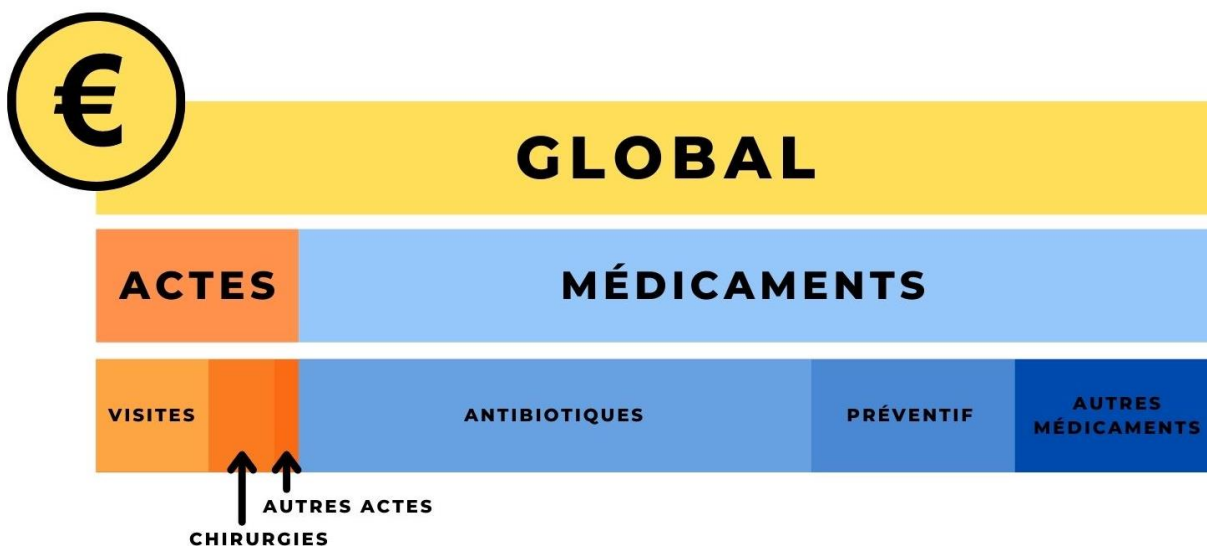 €
GLOBAL
ACTES
MÉDICAMENTS
VISITES
ANTIBIOTIQUES
PRÉVENTIF
AUTRES
MÉDICAMENTS
AUTRES ACTES
CHIRURGIES